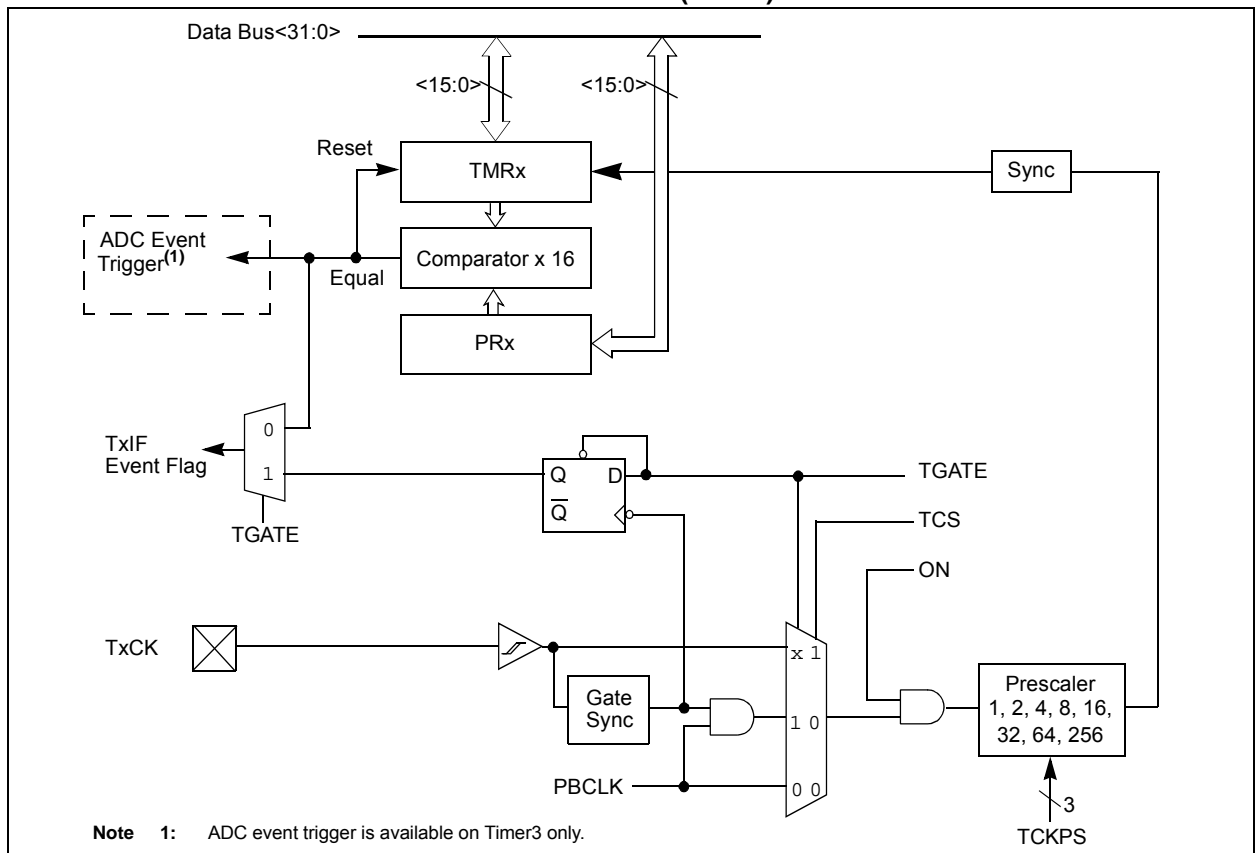 Data Bus<31:0>
<15:0>
<15:0>
Reset
TMRx
Sync
ADC Event
Trigger(1)
Equal
Comparator x 16
PRx
0
TxIF
Event Flag
1
Q
D
Q
TGATE
TGATE
TCS
ON
TxCK
x 1
Gate
Sync
1 0
Prescaler
1, 2, 4, 8, 16,
32, 64, 256
PBCLK
0 0
3
TCKPS
Note 1: ADC event trigger is available on Timer3 only.